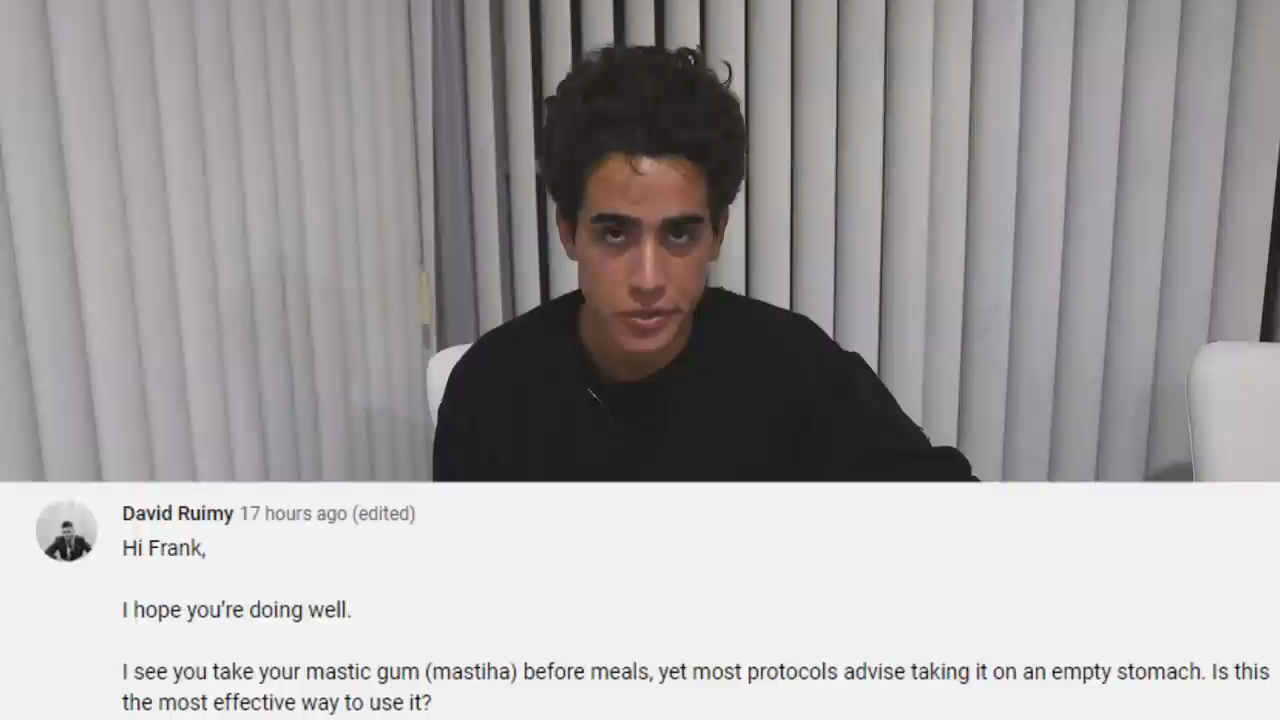 David Ruimy 17 hours ago (edited)
Hi Frank,
I hope you're doing well.
I see you take your mastic gum (mastiha) before meals, yet most protocols advise taking it on an empty stomach. Is this
the most effective way to use it?